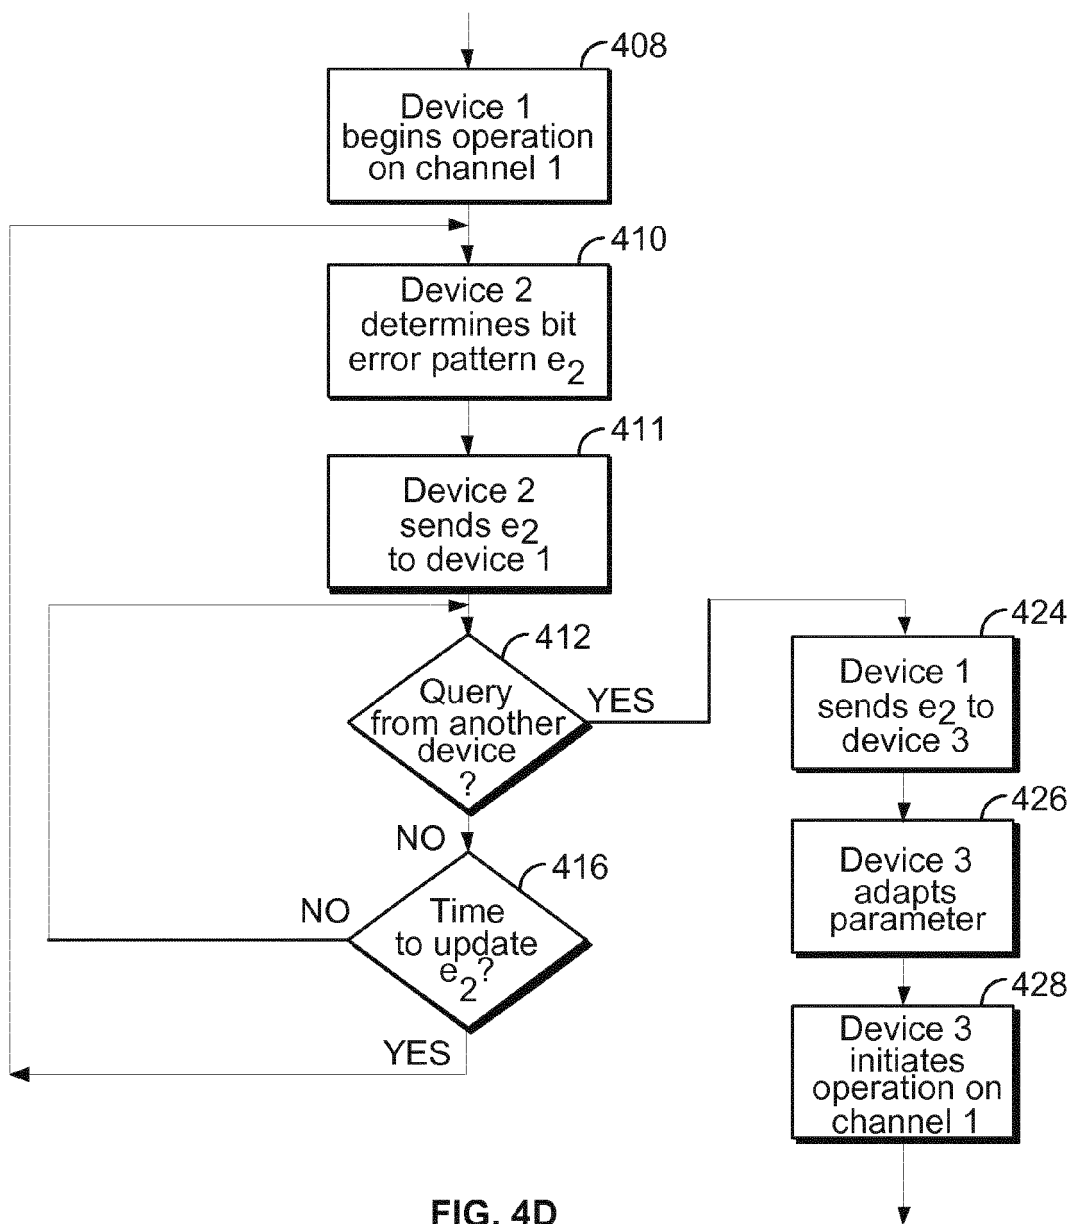 408
Device 1
begins operation
on channel 1
410
Device 2
determines bit
error pattern e2
411
Device 2
sends e2
to device 1
412
Query
from another
device
?
YES
NO
416
Time
to update
e2?
NO
YES
424
Device 1
sends e2 to
device 3
426
Device 3
adapts
parameter
428
Device 3
initiates
operation on
channel 1
FIG. 4D